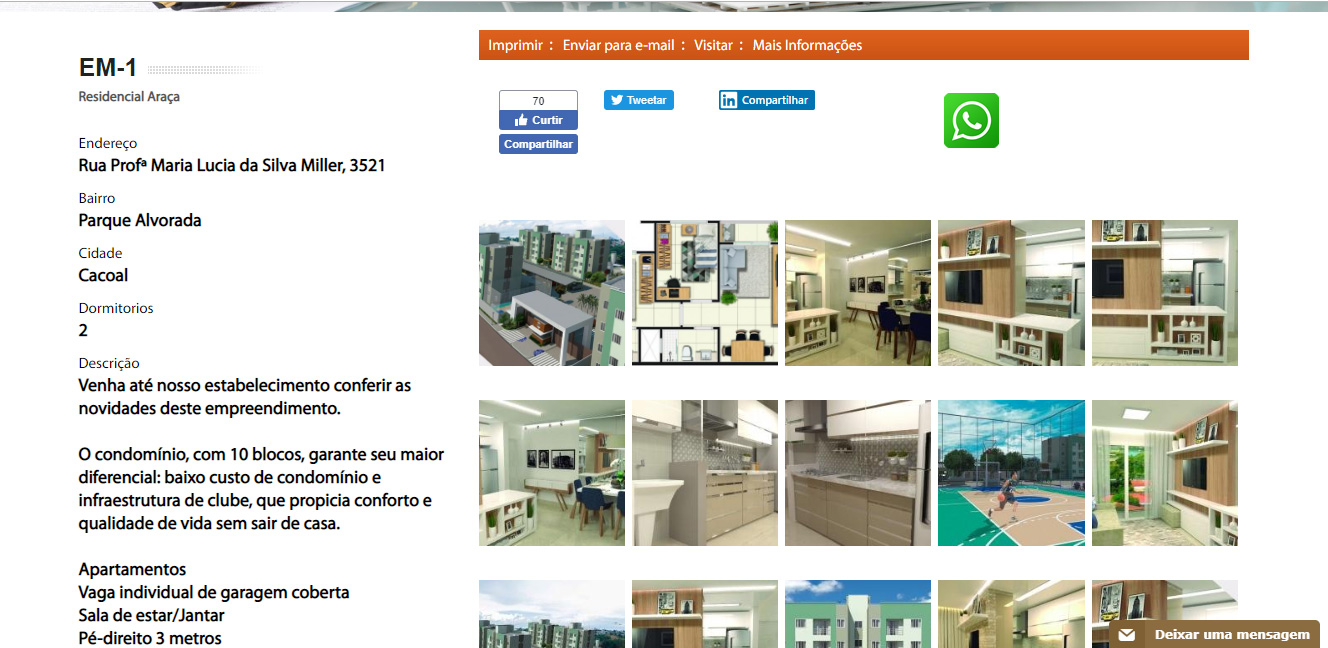 EM-1
Residencial Araça
Endereço
Rua Profª Maria Lucia da Silva Miller, 3521
Bairro
Parque Alvorada
Cidade
Cacoal
Dormitorios
2
Descrição
Venha até nosso estabelecimento conferir as
novidades deste empreendimento.
O condomínio, com 10 blocos, garante seu maior
diferencial: baixo custo de condomínio e
infraestrutura de clube, que propicia conforto e
qualidade de vida sem sair de casa.
Apartamentos
Vaga individual de garagem coberta
Sala de estar/Jantar
Pé-direito 3 metros
Imprimir : Enviar para e-mail : Visitar : Mais Informações
70
Curtir
Compartilhar
Tweetar
in Compartilhar
Deixar uma mensagem